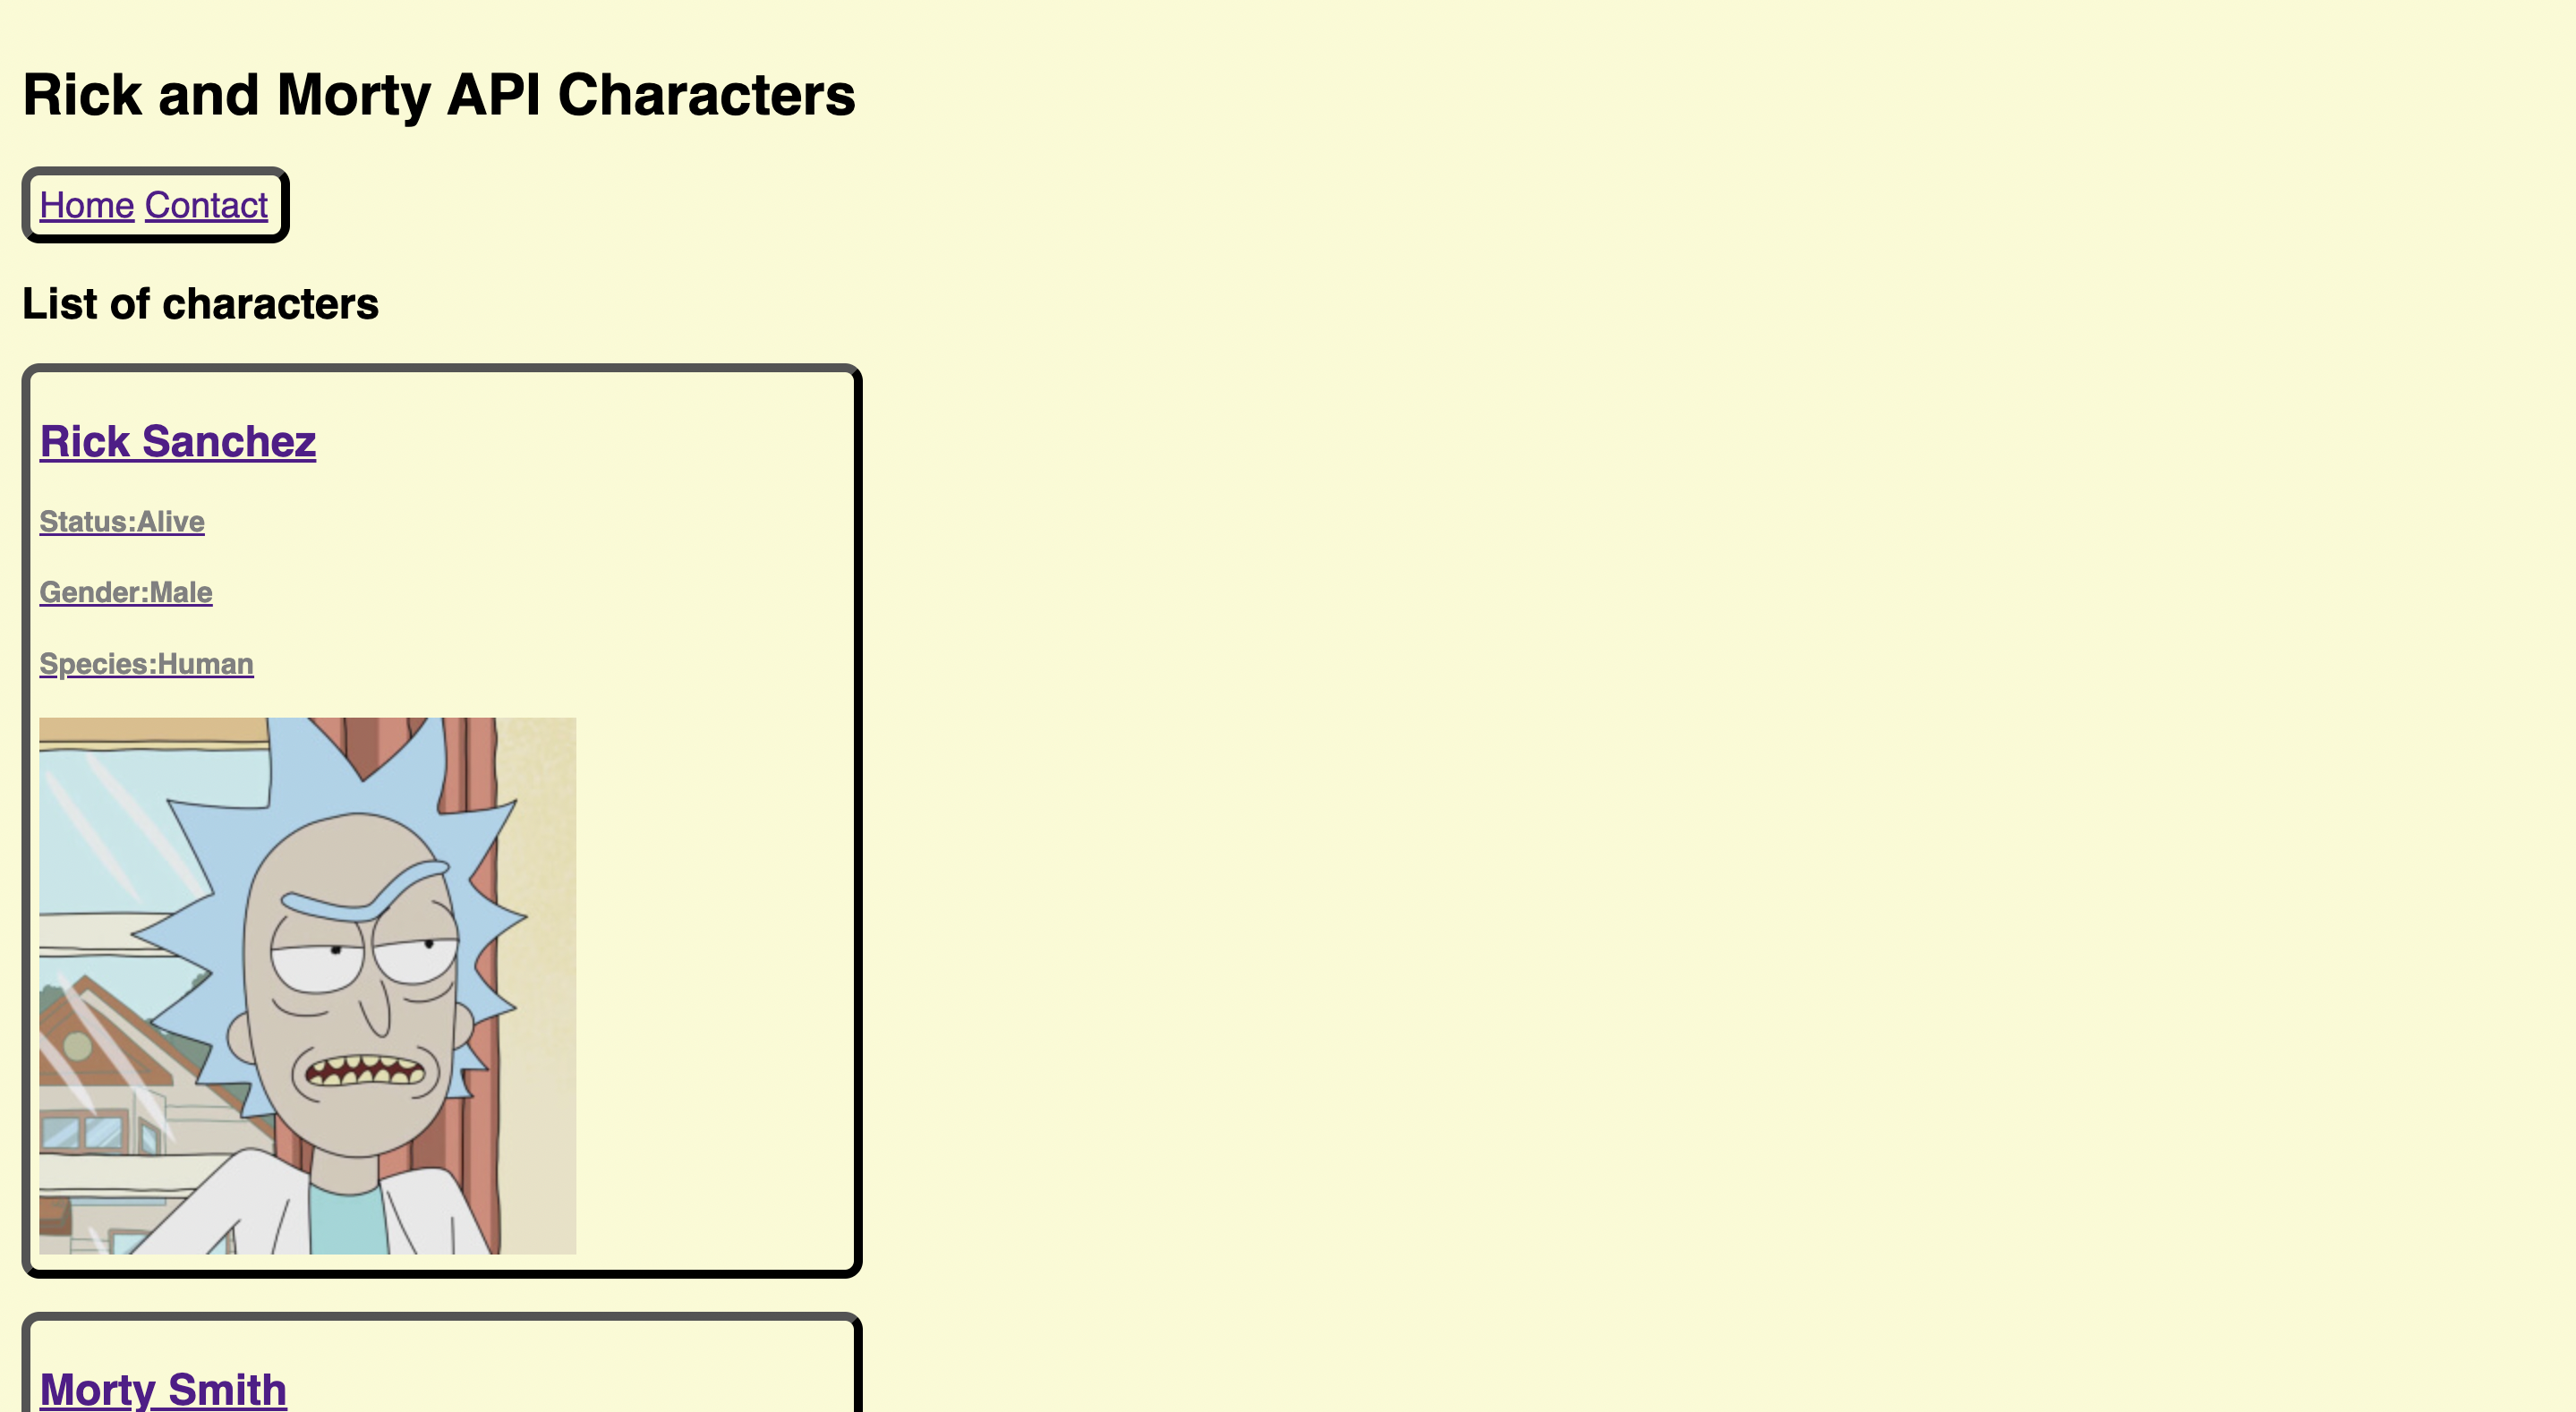 Rick and Morty API Characters
Home Contact
List of characters
Rick Sanchez
Status:Alive
Gender:Male
Species:Human
Morty Smith